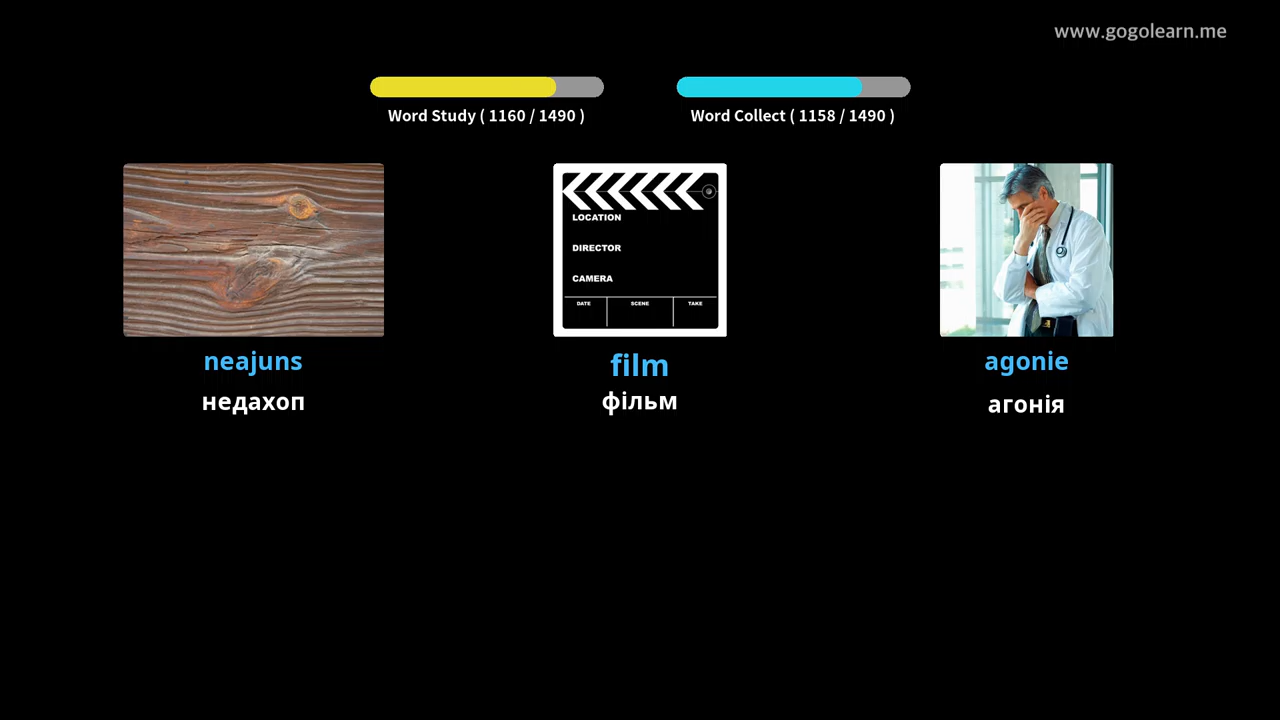 www.gogolearn.me
Word Study ( 1160 / 1490 )
Word Collect ( 1158 / 1490 )
LOCATION
DIRECTOR
CAMERA
DATE SCENE TAKE
neajuns
film
agonie
недахоп
фільм
агонія